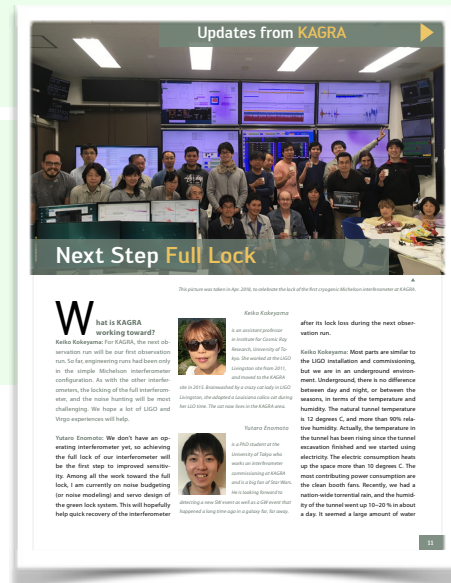 Updates from KAGRA
Next Step Full Lock
This picture was taken in Apr. 2018, to celebrate the lock of the first cryogenic Michelson interferometer at KAGRA.
What is KAGRA
working toward?
Keiko Kokeyama: For KAGRA, the next ob-
servation run will be our first observation
run. So far, engineering runs had been only
in the simple Michelson interferometer
configuration. As with the other interfer-
ometers, the locking of the full interferom-
eter, and the noise hunting will be most
challenging. We hope a lot of LIGO and
Virgo experiences will help.
Yutaro Enomoto: We don't have an op-
erating interferometer yet, so achieving
the full lock of our interferometer will
be the first step to improved sensitiv-
ity. Among all the work toward the full
lock, I am currently on noise budgeting
(or noise modeling) and servo design of
the green lock system. This will hopefully
help quick recovery of the interferometer
Keiko Kokeyama
is an assistant professor
in Institute for Cosmic Ray
Research, University of To-
kyo. She worked at the LIGO
Livingston site from 2011,
and moved to the KAGRA
site in 2015. Brainwashed by a crazy cat lady in LIGO
Livingston, she adopted a Louisiana calico cat during
her LLO time. The cat now lives in the KAGRA area.
Yutaro Enomoto
is a PhD student at the
University of Tokyo who
works on interferometer
commissioning at KAGRA
and is a big fan of Star Wars.
He is looking forward to
detecting a new GW event as well as a GW event that
happened a long time ago in a galaxy far, far away.
after its lock loss during the next obser-
vation run.
Keiko Kokeyama: Most parts are similar to
the LIGO installation and commissioning,
but we are in an underground environ-
ment. Underground, there is no difference
between day and night, or between the
seasons, in terms of the temperature and
humidity. The natural tunnel temperature
is 12 degrees C, and more than 90% rela-
tive humidity. Actually, the temperature in
the tunnel has been rising since the tunnel
excavation finished and we started using
electricity. The electric consumption heats
up the space more than 10 degrees C. The
most contributing power consumption are
the clean booth fans. Recently, we had a
nation-wide torrential rain, and the humid-
ity of the tunnel went up 10~20 % in about
a day. It seemed a large amount of water
11